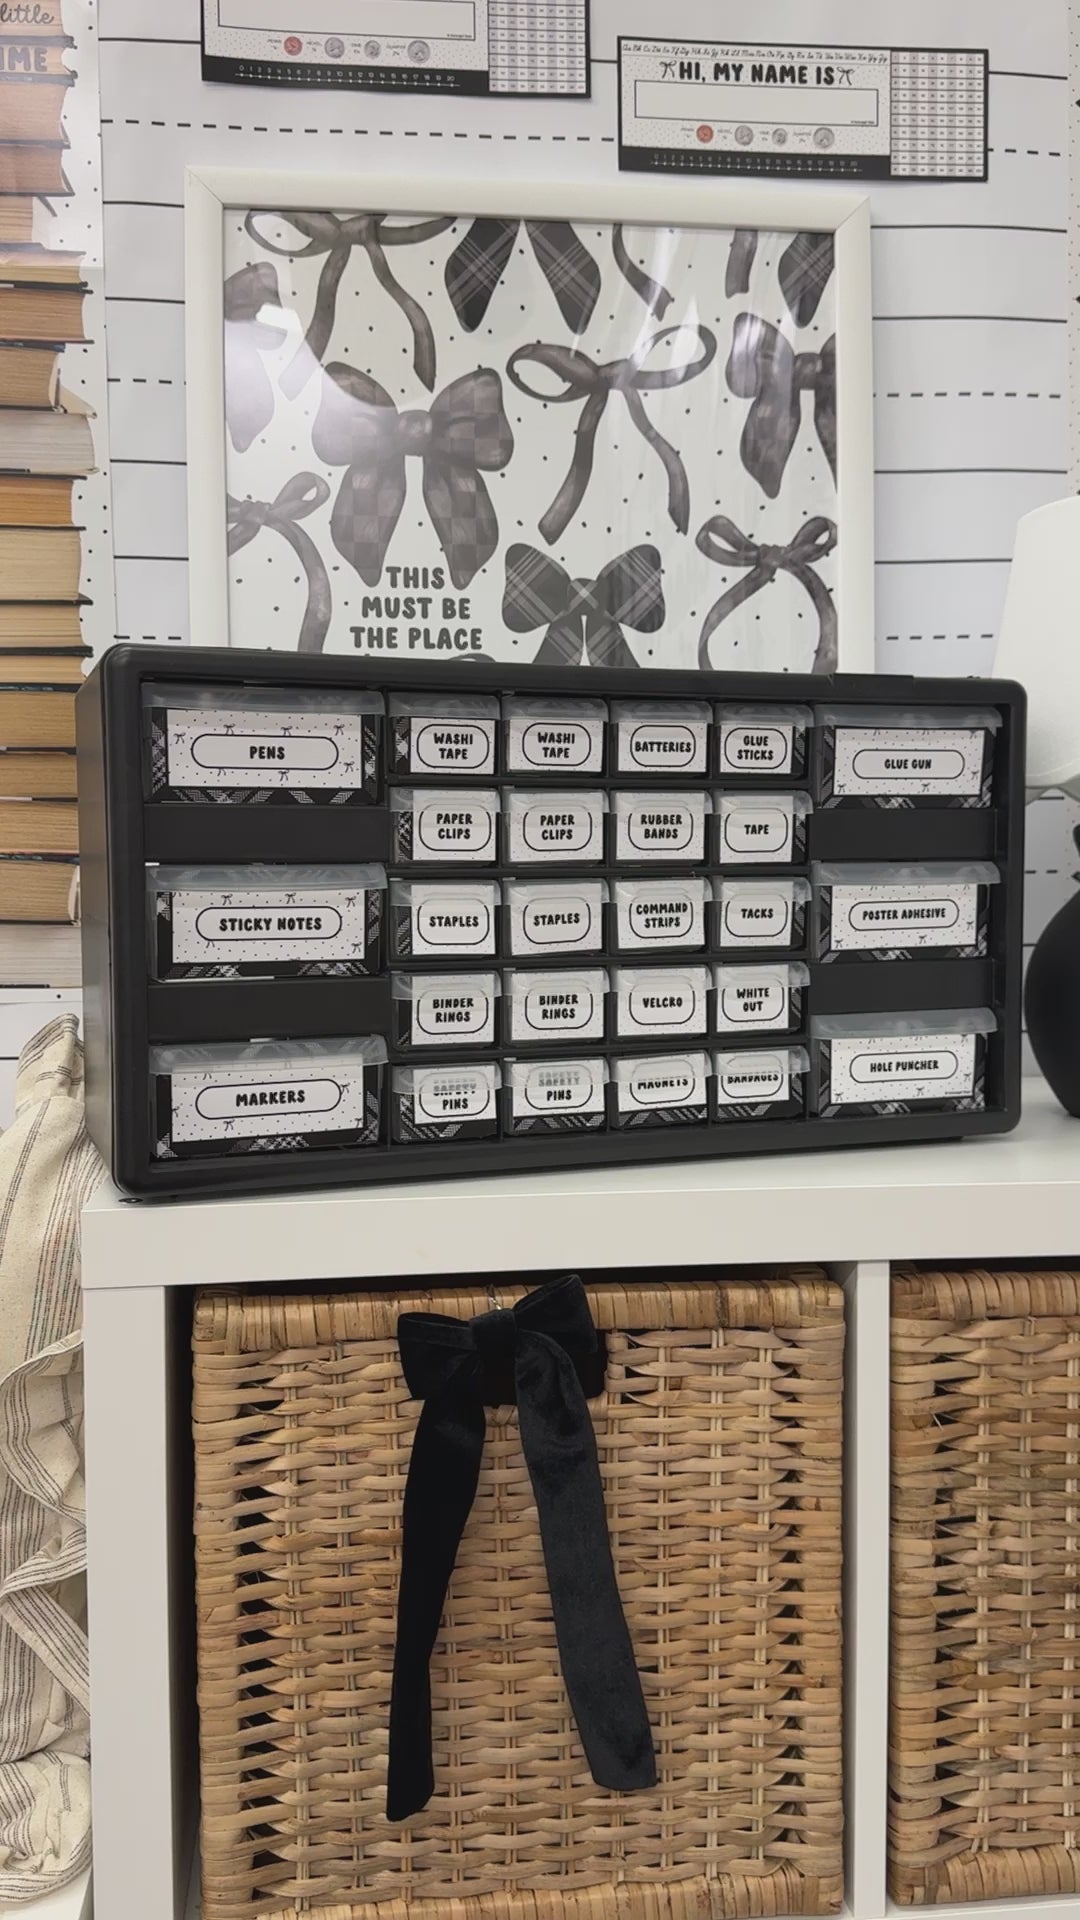 little
HI, MY NAME IS
THIS
MUST BE
THE PLACE
PENS
WASHI
TAPE
WASHI
TAPE
BATTERIES
GLUE
STICKS
GLUE GUN
PAPER
CLIPS
PAPER
CLIPS
RUBBER
BANDS
TAPE
STICKY NOTES
STAPLES
STAPLES
COMMAND
STRIPS
TACKS
POSTER ADHESIVE
BINDER
RINGS
BINDER
RINGS
VELCRO
WHITE
OUT
MARKERS
SAFETY
PINS
SAFETY
PINS
MAGNETS
BANDAGES
HOLE PUNCHER